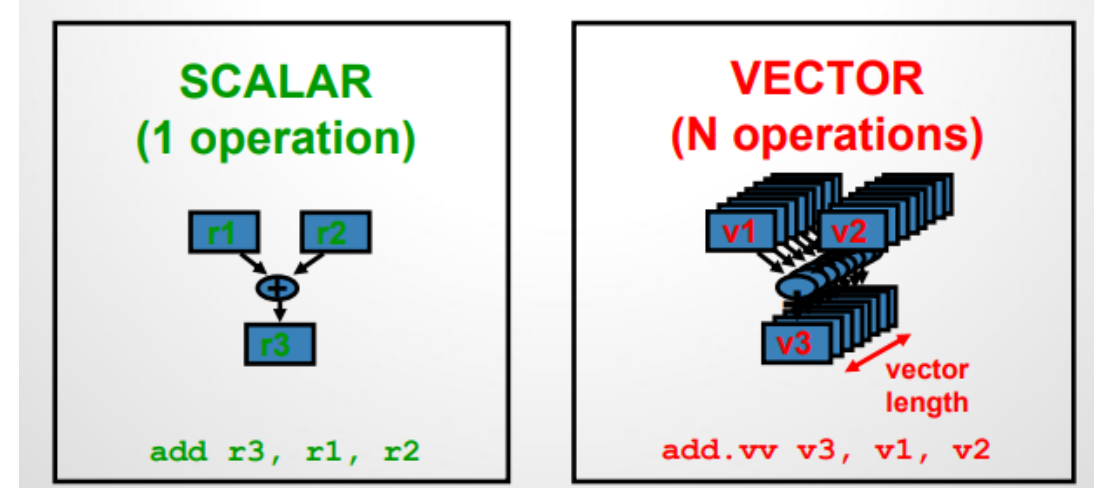 SCALAR
(1 operation)
r1 r2
+
r3
add r3, r1, r2
VECTOR
(N operations)
v1 v2
v3
vector
length
add.vv v3, v1, v2